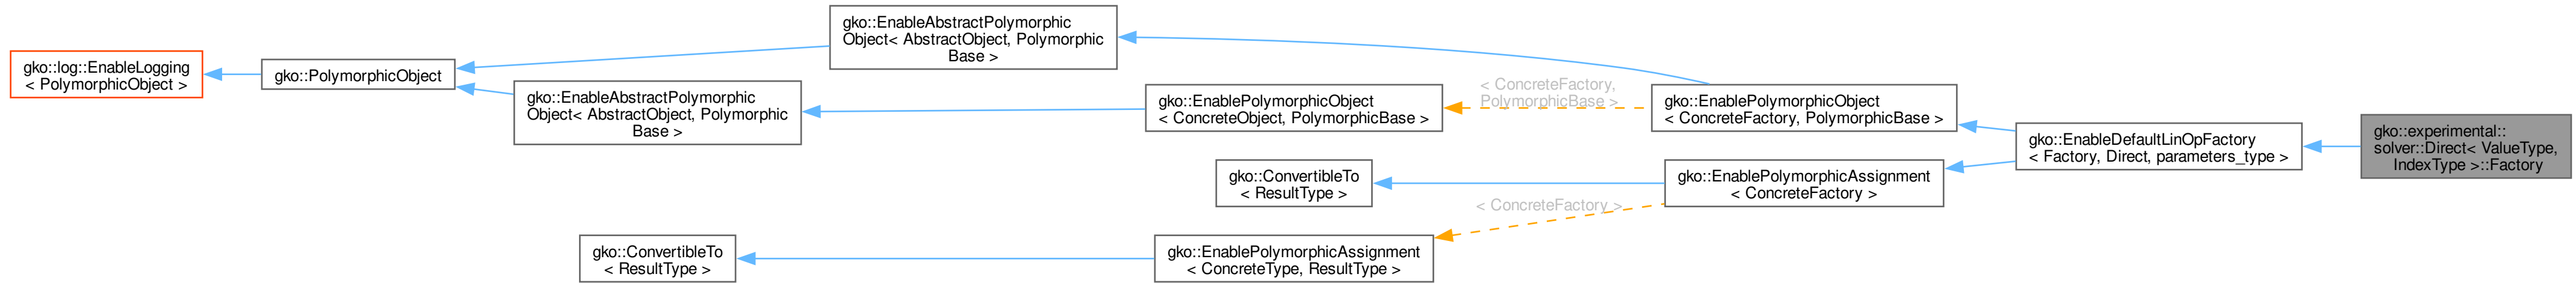 gko::log::EnableLogging
< PolymorphicObject >
gko::PolymorphicObject
gko::EnableAbstractPolymorphic
Object< AbstractObject, Polymorphic
Base >
gko::EnableAbstractPolymorphic
Object< AbstractObject, Polymorphic
Base >
gko::EnablePolymorphicObject
< ConcreteObject, PolymorphicBase >
< ConcreteFactory,
PolymorphicBase >
gko::EnablePolymorphicObject
< ConcreteFactory, PolymorphicBase >
gko::EnableDefaultLinOpFactory
< Factory, Direct, parameters_type >
gko::experimental::
solver::Direct< ValueType,
IndexType >::Factory
gko::ConvertibleTo
< ResultType >
gko::EnablePolymorphicAssignment
< ConcreteFactory >
< ConcreteFactory >
gko::ConvertibleTo
< ResultType >
gko::EnablePolymorphicAssignment
< ConcreteType, ResultType >